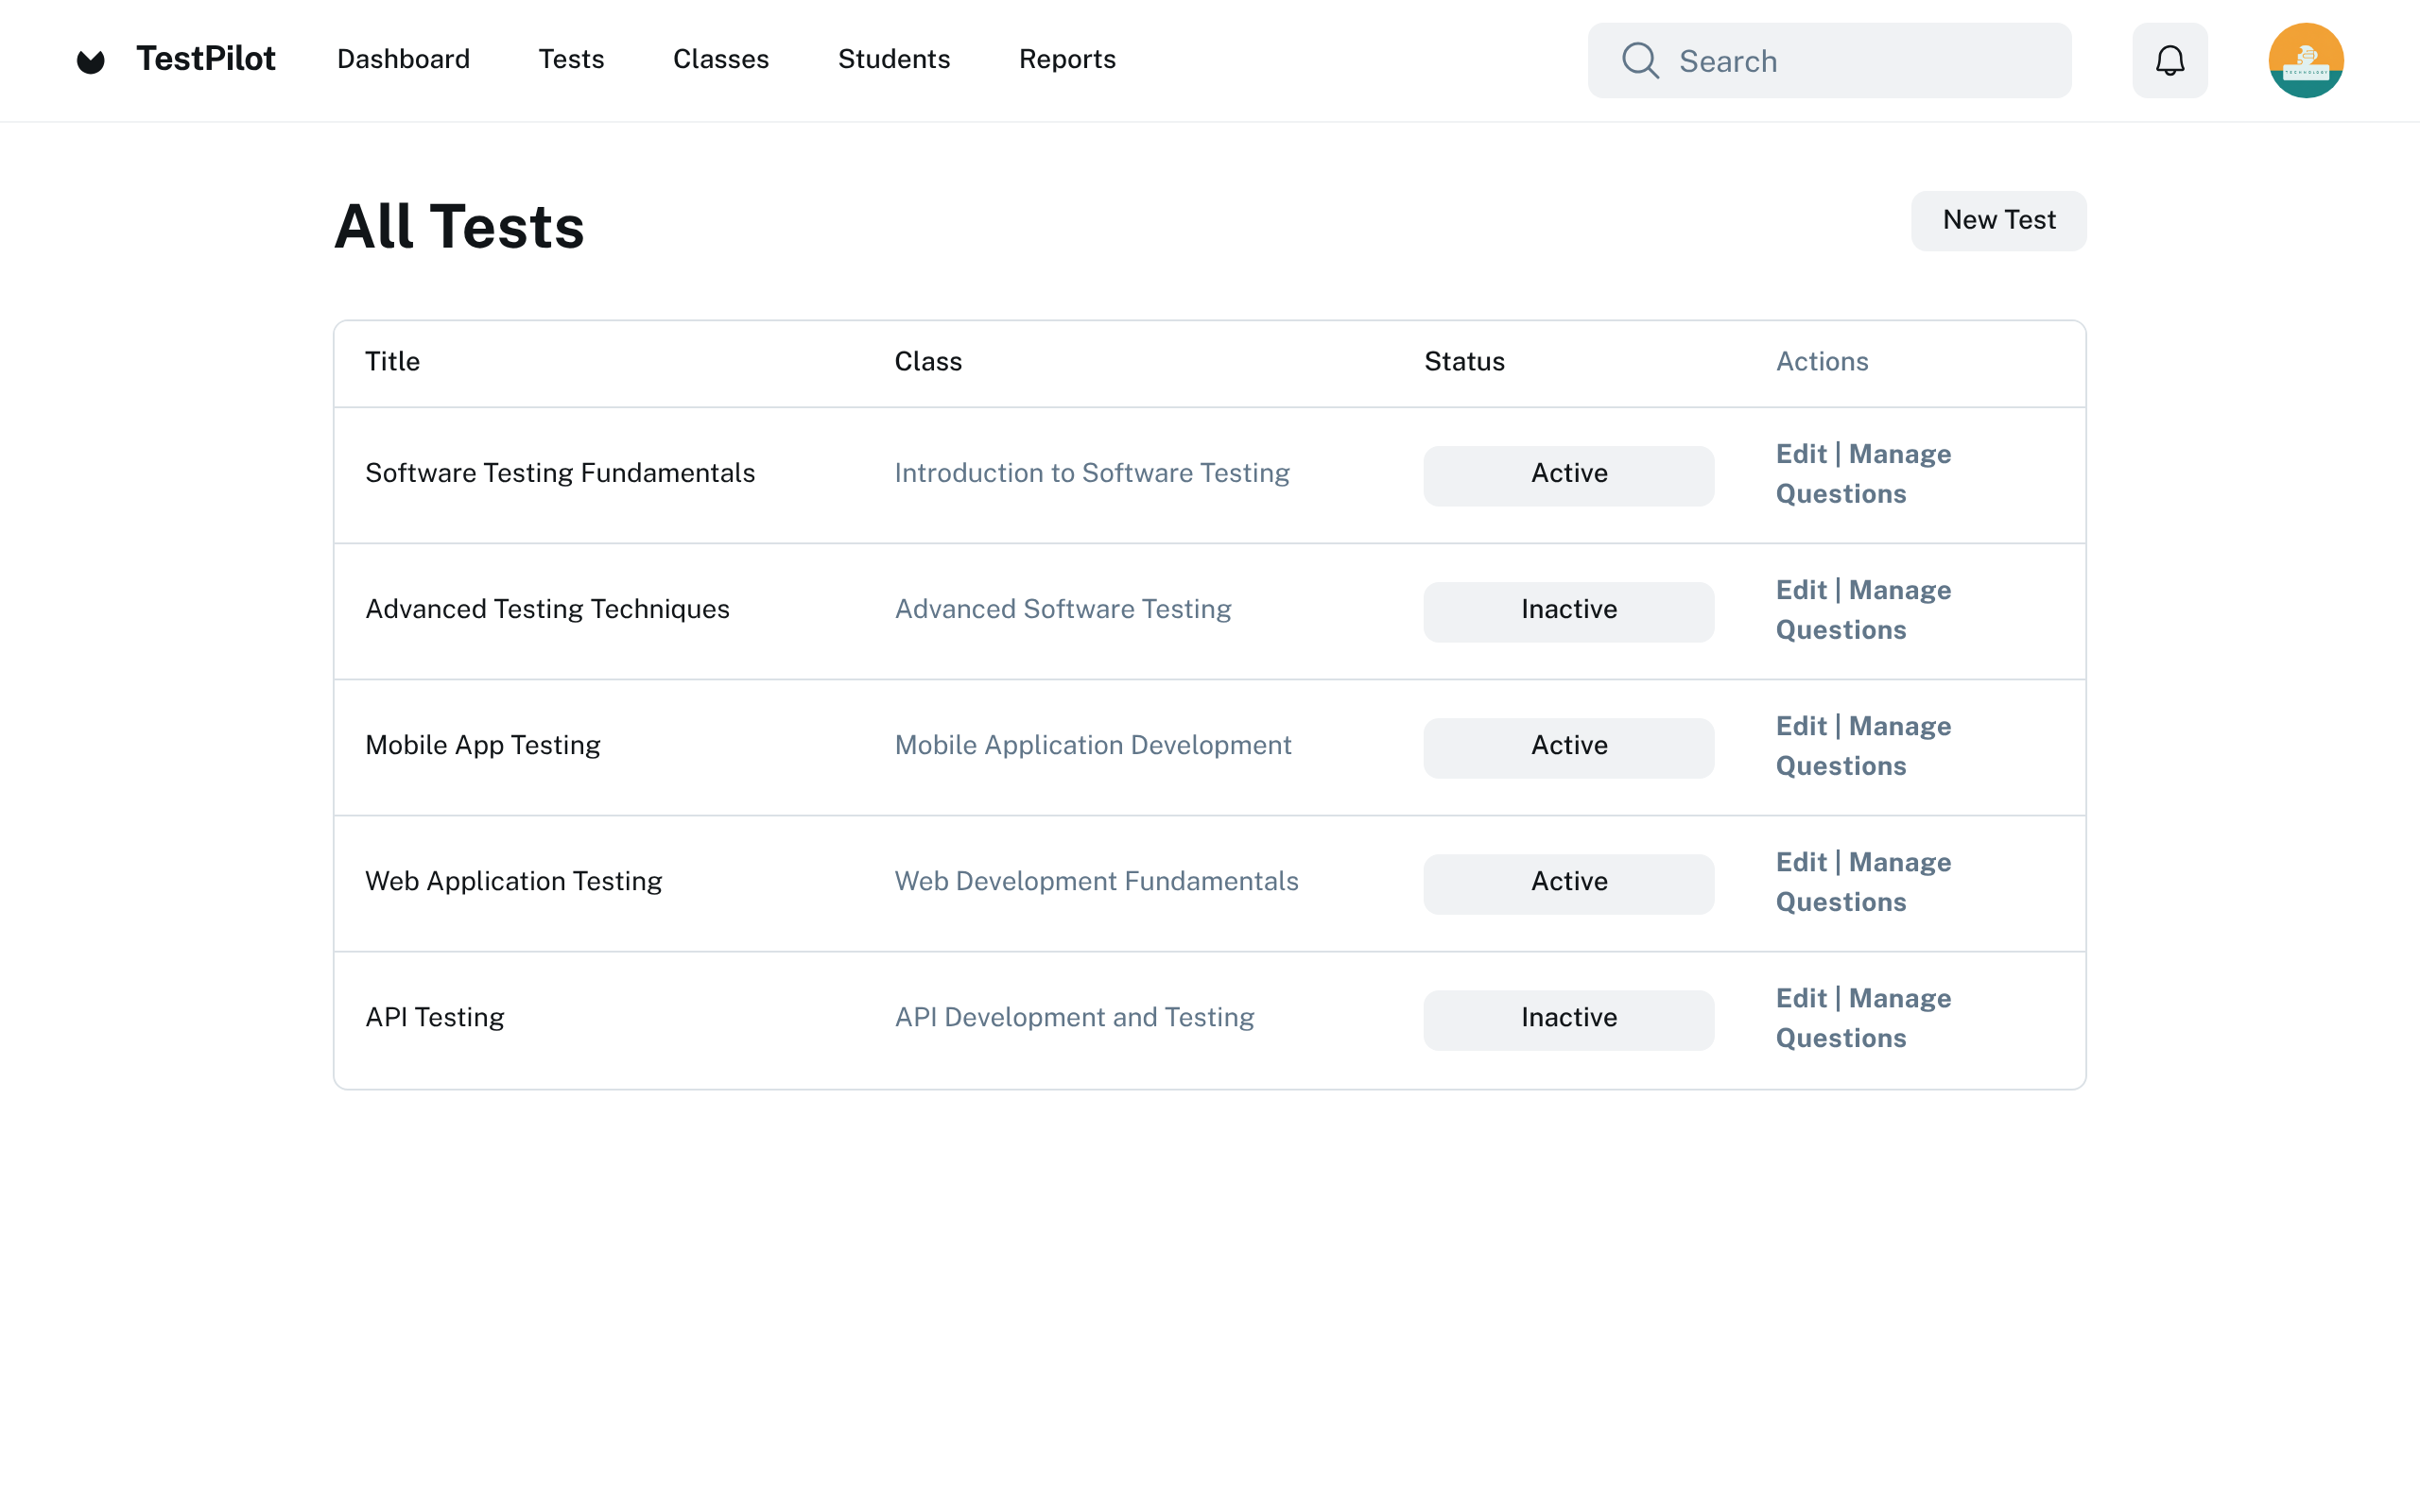 TestPilot Dashboard Tests Classes Students Reports Search
All Tests New Test
Title Class Status Actions
Software Testing Fundamentals Introduction to Software Testing Active Edit | Manage
Questions
Advanced Testing Techniques Advanced Software Testing Inactive Edit | Manage
Questions
Mobile App Testing Mobile Application Development Active Edit | Manage
Questions
Web Application Testing Web Development Fundamentals Active Edit | Manage
Questions
API Testing API Development and Testing Inactive Edit | Manage
Questions